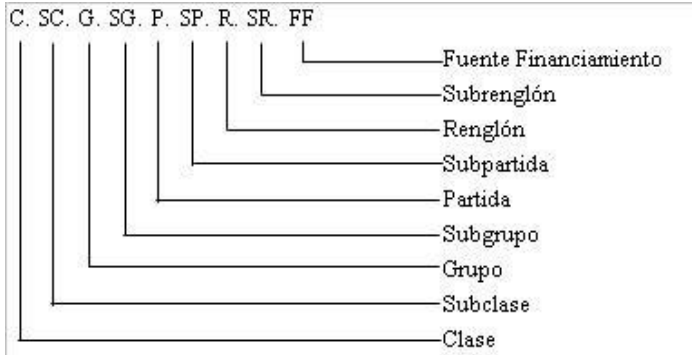 C. SC. G. SG. P. SP. R. SR. FF
Fuente Financiamiento
Subrenglón
Renglón
Subpartida
Partida
Subgrupo
Grupo
Subclase
Clase